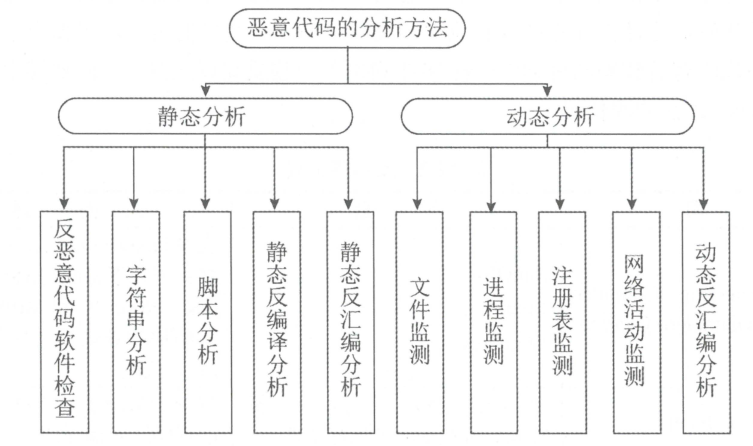 恶意代码的分析方法
静态分析
动态分析
反恶意代码软件检查
字符串分析
脚本分析
静态反编译分析
静态反汇编分析
文件监测
进程监测
注册表监测
网络活动监测
动态反汇编分析